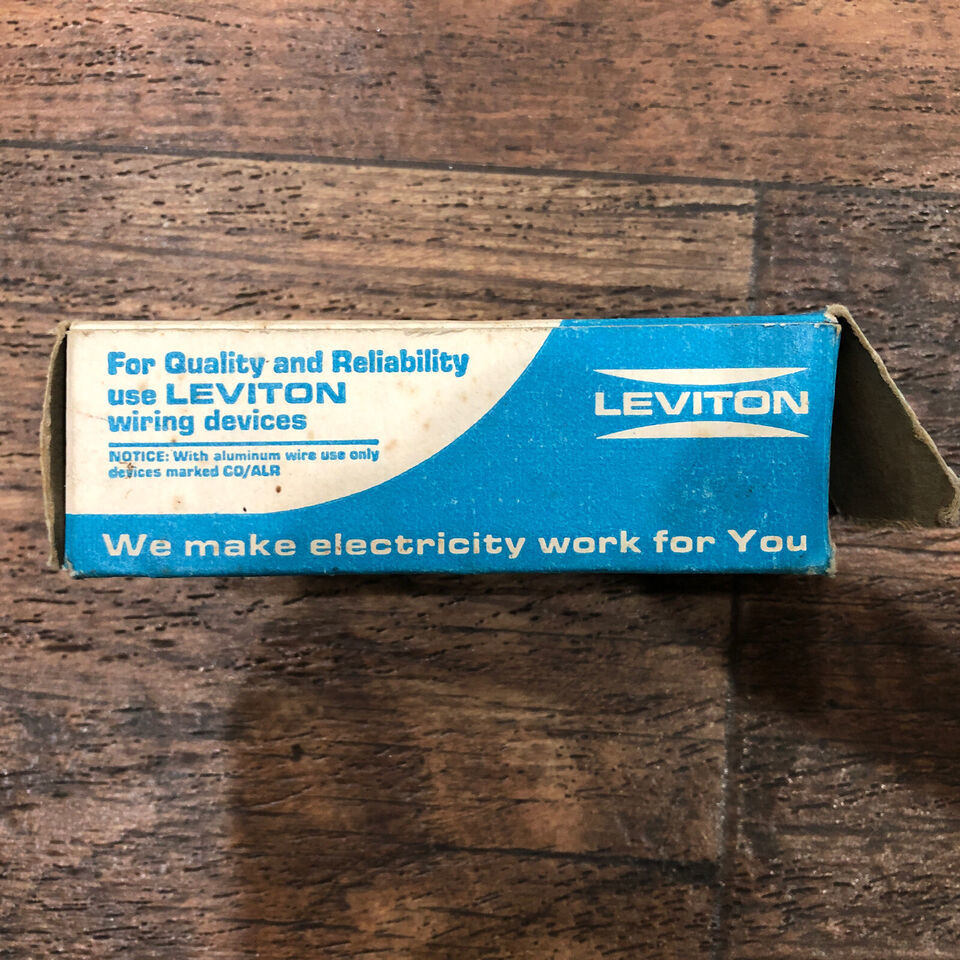 For Quality and Reliability
use LEVITON
wiring devices
NOTICE: With aluminum wire use only
devices marked CO/ALR
LEVITON
We make electricity work for You